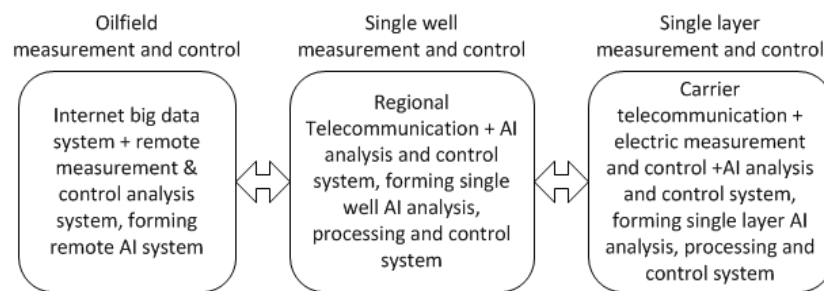 Oilfield
measurement and control
Single well
measurement and control
Single layer
measurement and control
Internet big data
system + remote
measurement &
control analysis
system, forming
remote AI system
Regional
Telecommunication + AI
analysis and control
system, forming single
well AI analysis,
processing and control
system
Carrier
telecommunication +
electric measurement
and control +AI analysis
and control system,
forming single layer AI
analysis, processing and
control system